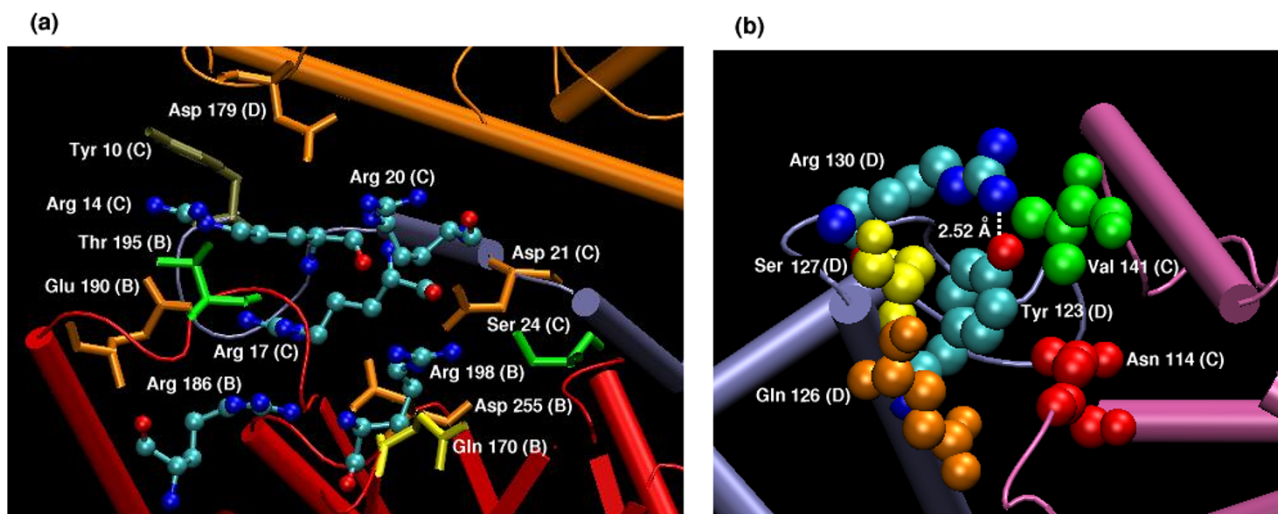 (a)
Asp 179 (D)
Tyr 10 (C)
Arg 20 (C)
Arg 14 (C)
Thr 195 (B)
Asp 21 (C)
Glu 190 (B)
Ser 24 (C)
Arg 17 (C)
Arg 198 (B)
Arg 186 (B)
Asp 255 (B)
Gln 170 (B)
(b)
Arg 130 (D)
2.52 Å
Ser 127 (D)
Val 141 (C)
Tyr 123 (D)
Asn 114 (C)
Gln 126 (D)